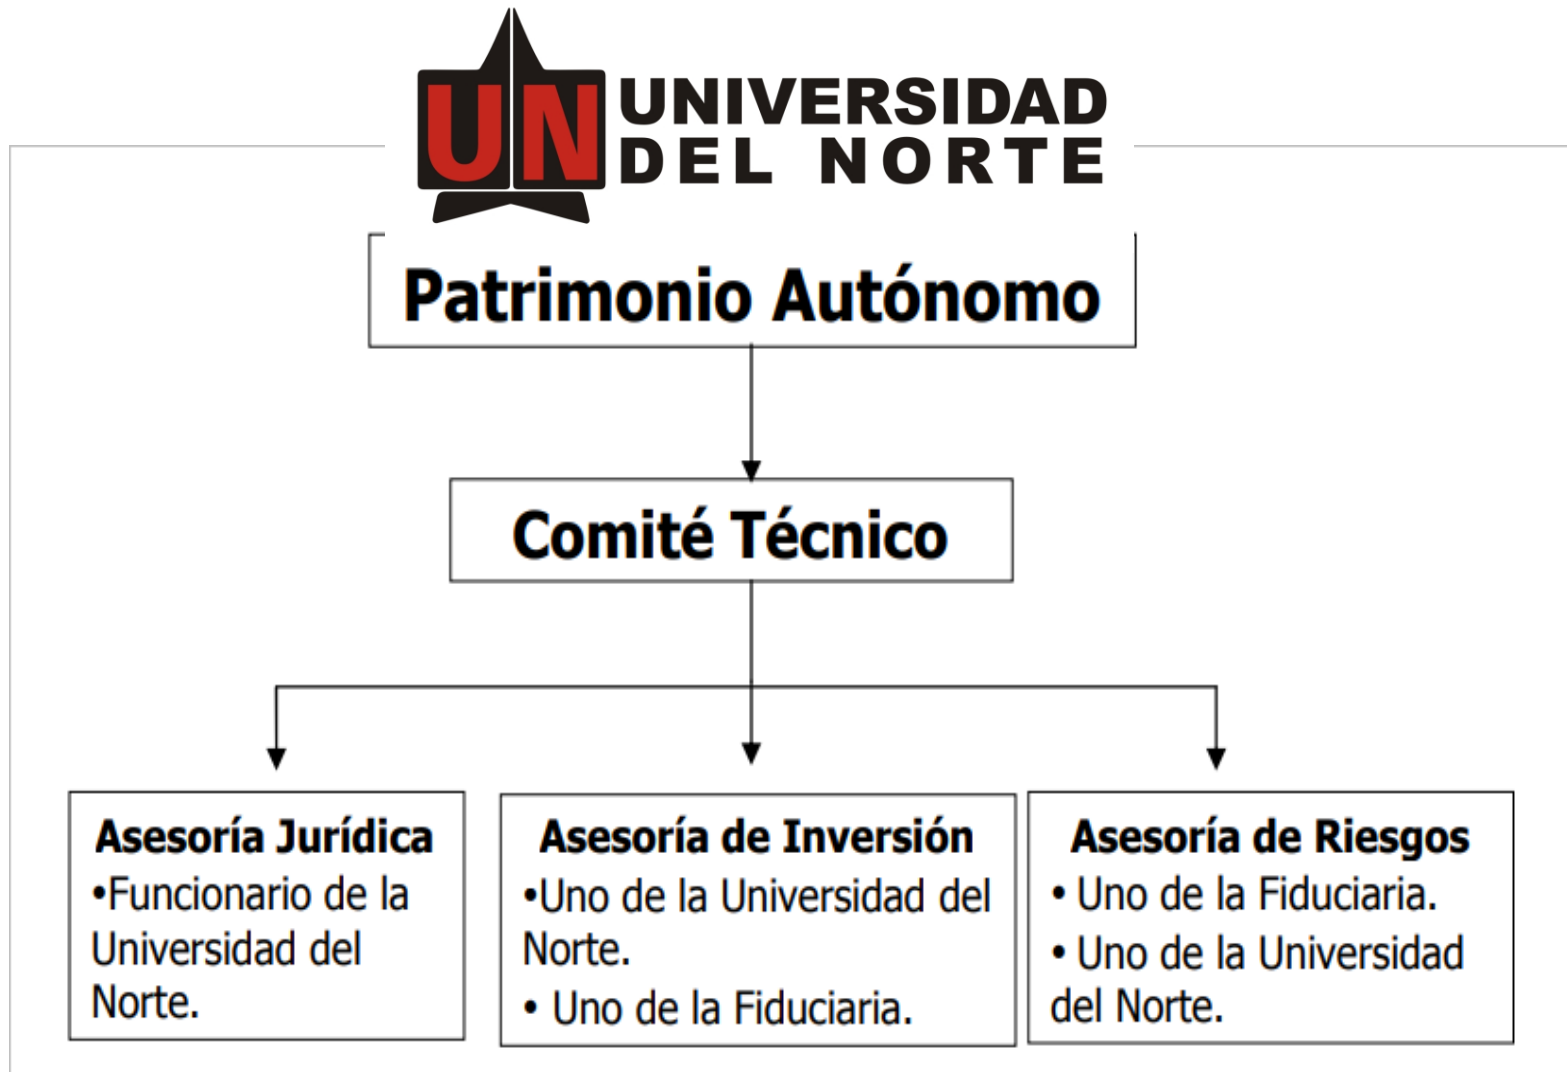 UN UNIVERSIDAD
DEL NORTE
Patrimonio Autónomo
Comité Técnico
Asesoría Jurídica
•Funcionario de la
Universidad del
Norte.
Asesoría de Inversión
•Uno de la Universidad del
Norte.
• Uno de la Fiduciaria.
Asesoría de Riesgos
• Uno de la Fiduciaria.
• Uno de la Universidad
del Norte.